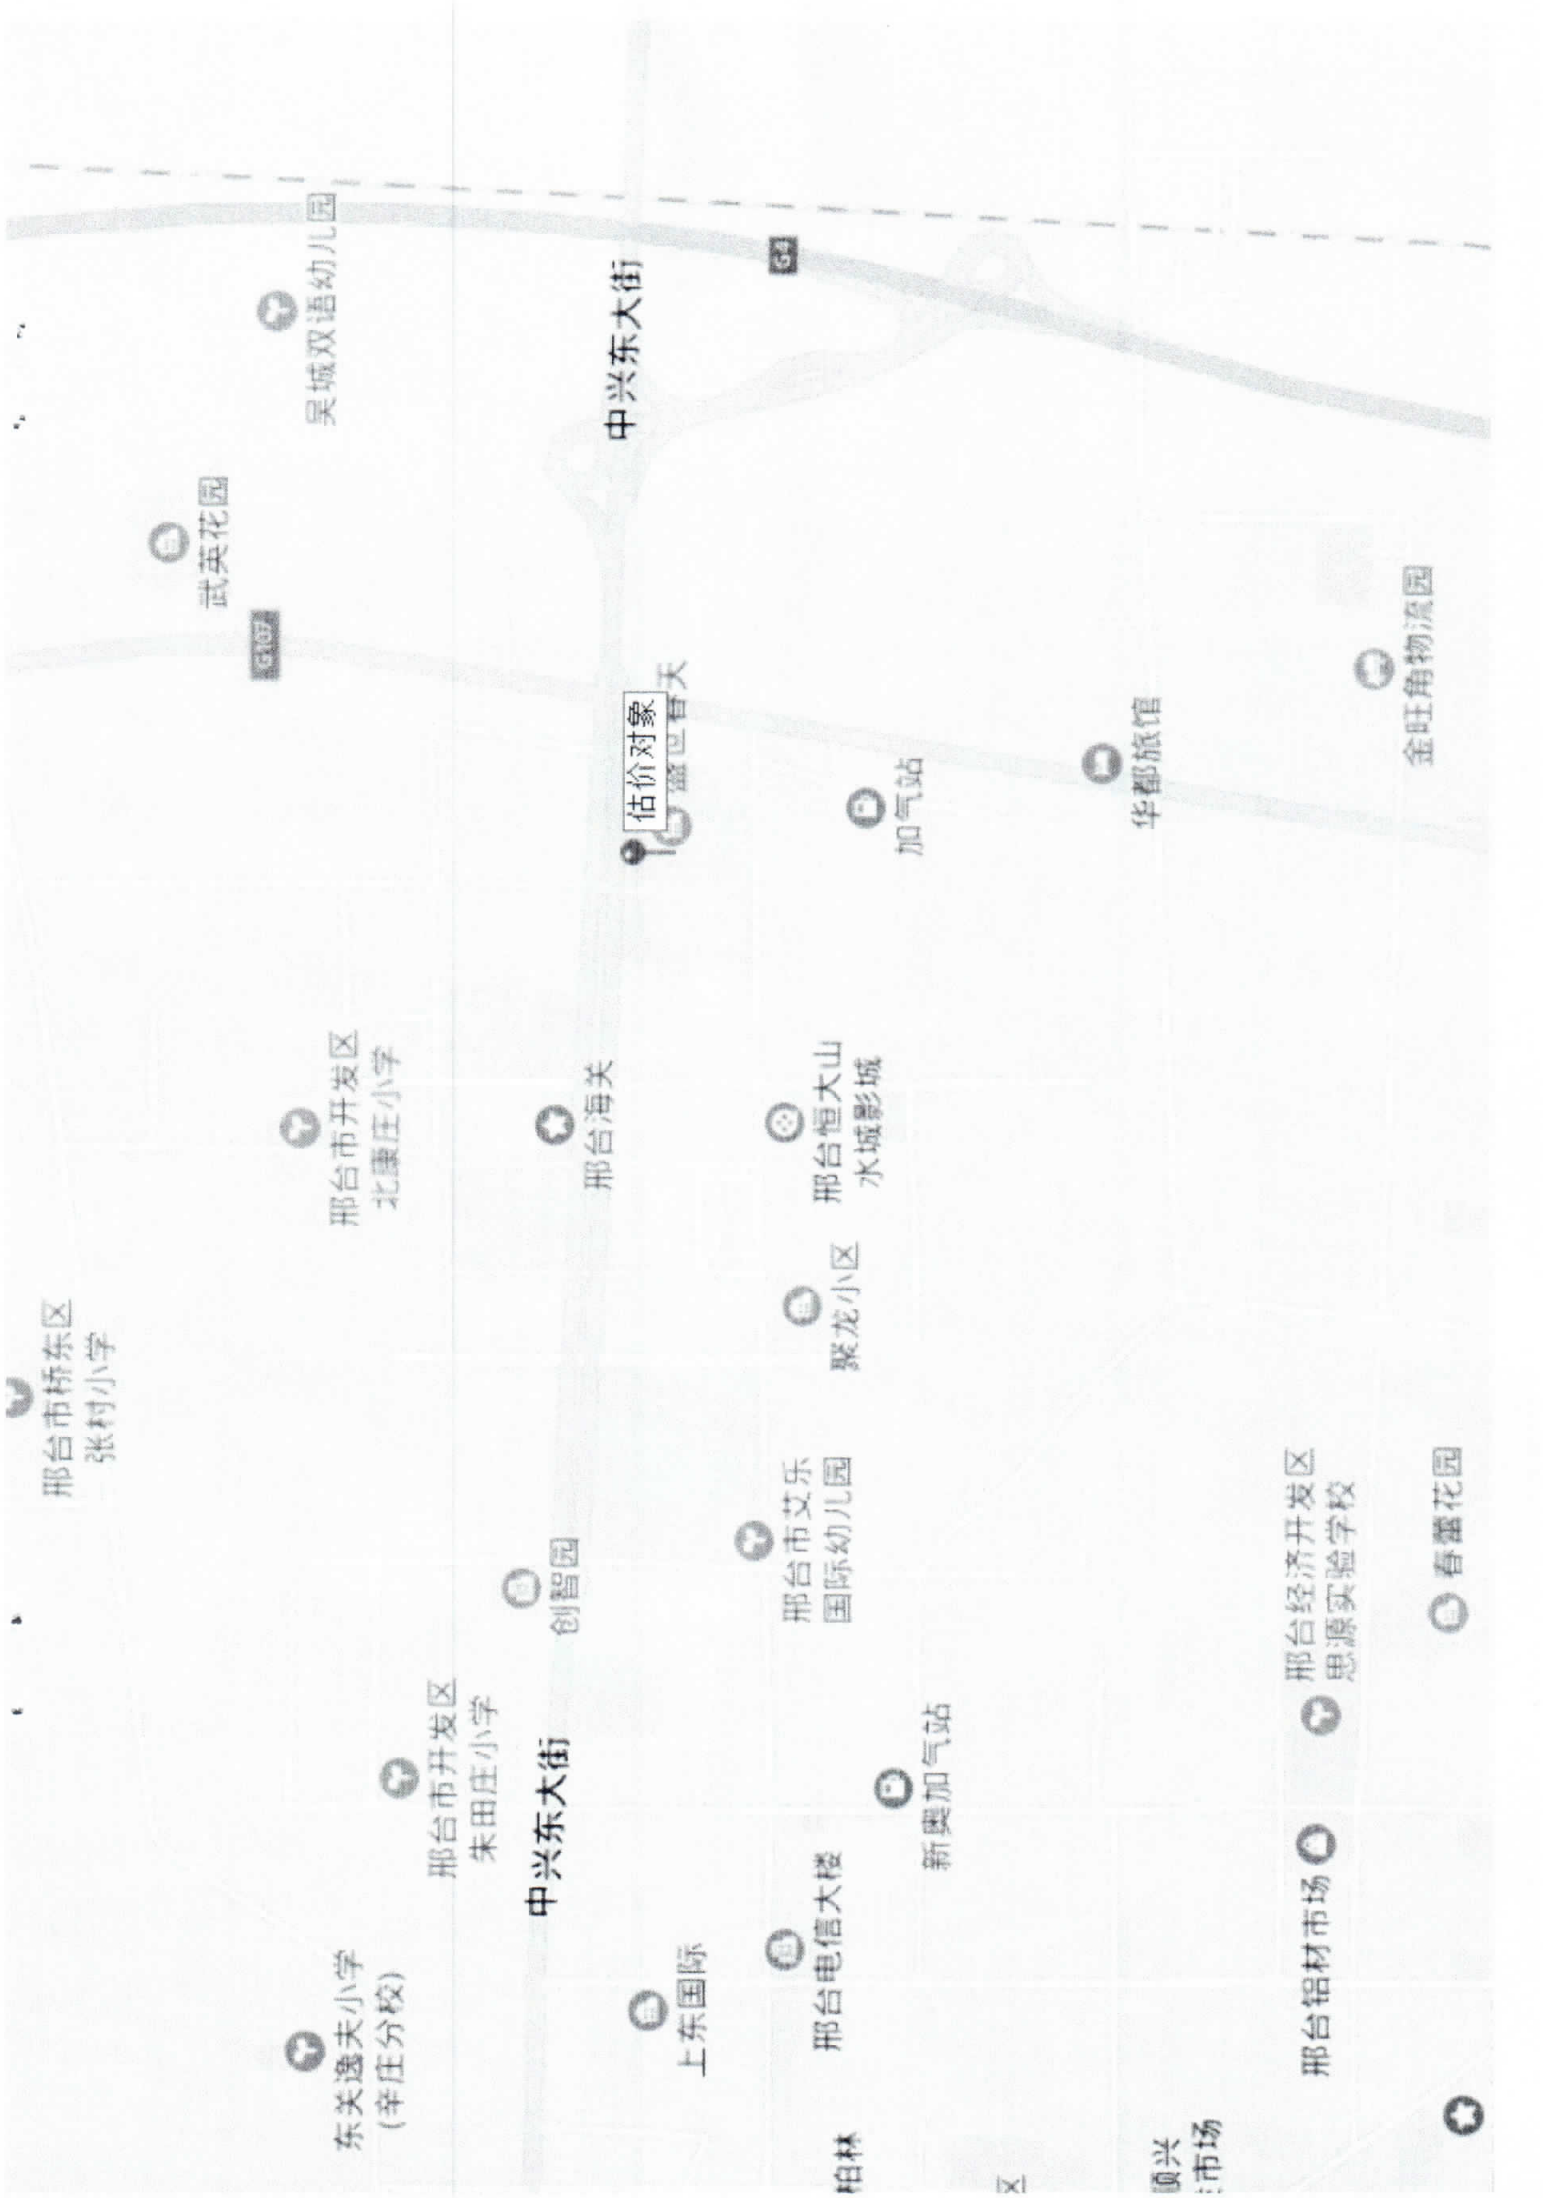 邢台市桥东区
张村小学
武英花园
G107
吴城双语幼儿园
邢台市开发区
北康庄小学
东关逸夫小学
(辛庄分校)
邢台市开发区
朱田庄小学
中兴东大街
创智园
邢台海关
估价对象
中兴东大街
上东国际
G4
邢台电信大楼
邢台市艾乐
国际幼儿园
聚龙小区
邢台恒大山
水城影城
加气站
新奥加气站
柏林
区
华都旅馆
顺兴
市场
邢台铝材市场
邢台经济开发区
思源实验学校
金旺角物流园
春蕾花园